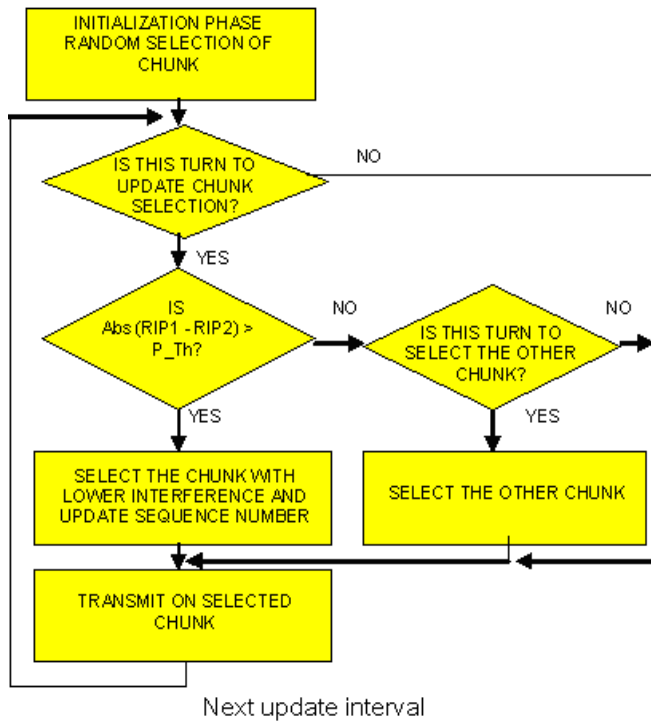 INITIALIZATION PHASE
RANDOM SELECTION OF
CHUNK
IS THIS TURN TO
UPDATE CHUNK
SELECTION?
NO
YES
IS
Abs (RIP1 - RIP2) >
P_Th?
NO
IS THIS TURN TO
SELECT THE OTHER
CHUNK?
NO
YES
YES
SELECT THE CHUNK WITH
LOWER INTERFERENCE AND
UPDATE SEQUENCE NUMBER
SELECT THE OTHER CHUNK
TRANSMIT ON SELECTED
CHUNK
Next update interval